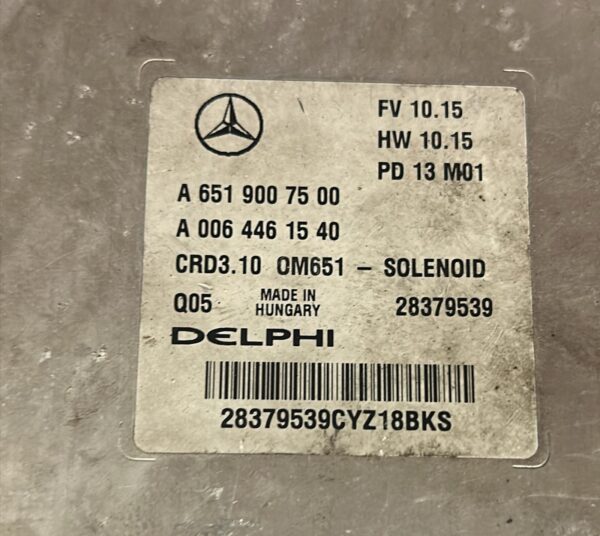 FV 10.15
HW 10.15
PD 13 M01
A 651 900 75 00
A 006 446 15 40
CRD3.10 OM651 - SOLENOID
Q05 MADE IN HUNGARY 28379539
DELPHI
28379539CYZ18BKS